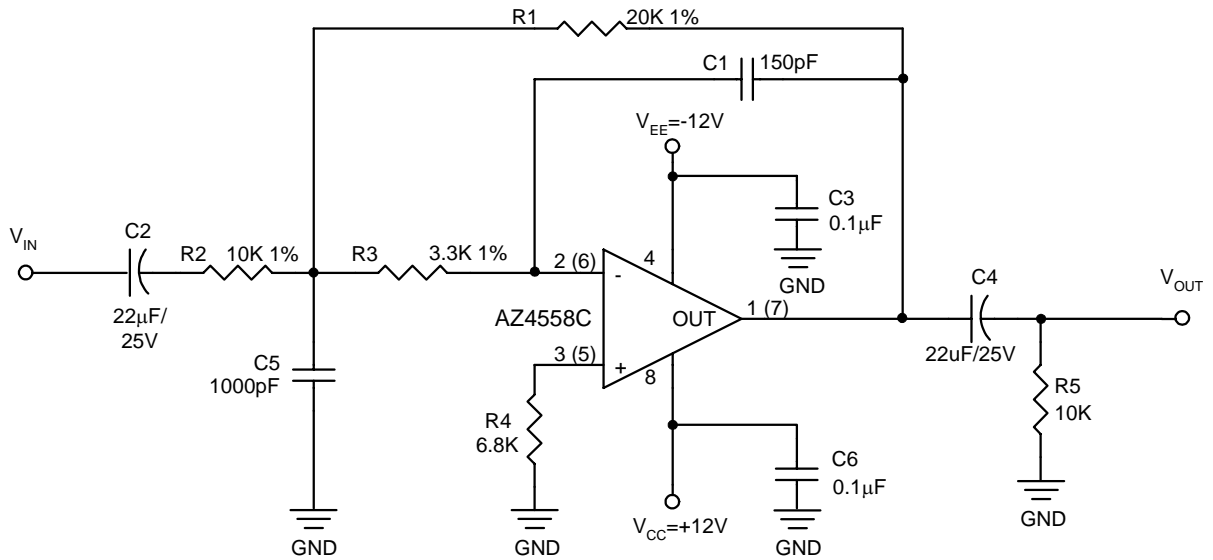 R1 20K 1%
C1 150pF
V_EE=-12V
C3
0.1µF
GND
V_IN
C2
22µF/
25V
R2 10K 1%
R3 3.3K 1%
2 (6)
-
4
AZ4558C
OUT
1 (7)
3 (5)
+
8
C4
22uF/25V
V_OUT
C5
1000pF
R4
6.8K
R5
10K
C6
0.1µF
GND
GND
V_CC=+12V
GND
GND